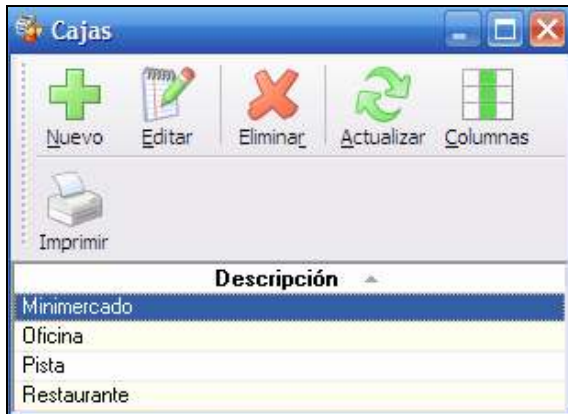 Cajas
Nuevo Editar Eliminar Actualizar Columnas
Imprimir
Descripción
Minimercado
Oficina
Pista
Restaurante